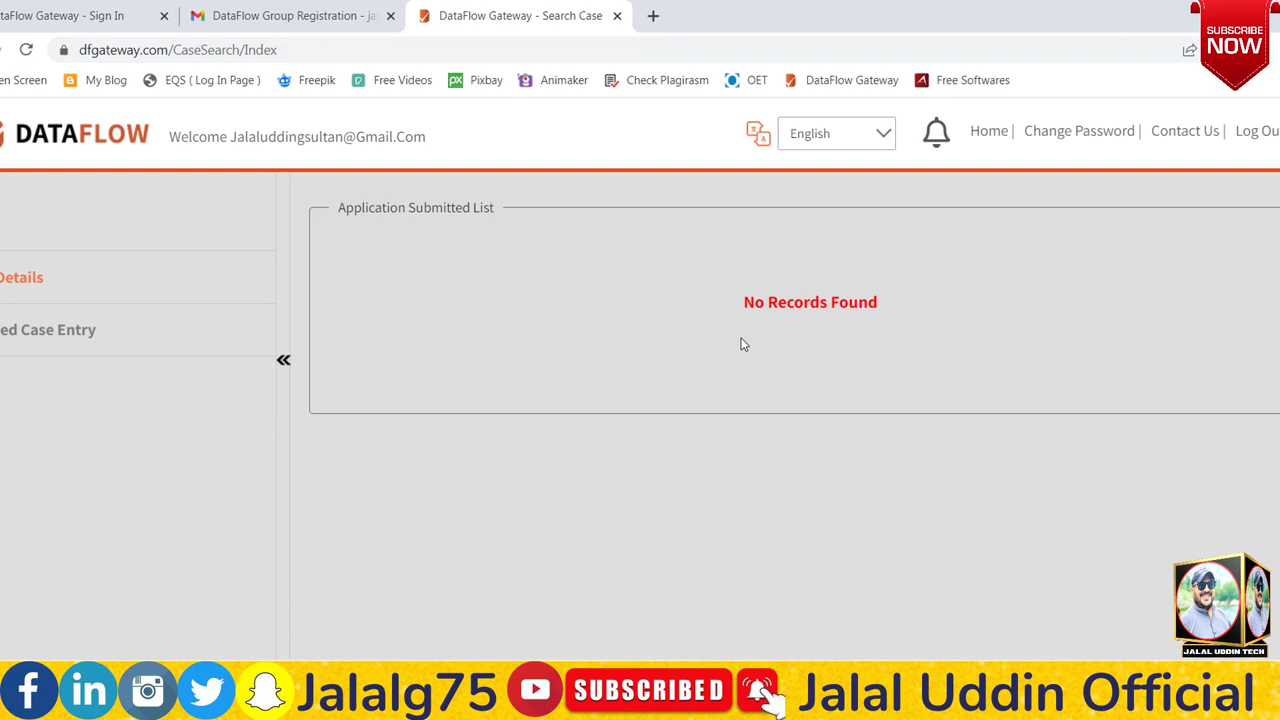 taFlow Gateway - Sign In
DataFlow Group Registration - ja
DataFlow Gateway - Search Case
dfgateway.com/CaseSearch/Index
en Screen
My Blog
EQS ( Log In Page )
Freepik
Free Videos
px Pixbay
Animaker
Check Plagirasm
OET
DataFlow Gateway
Free Softwares
SUBSCRIBE
NOW
DATAFLOW
Welcome Jalaluddingsultan@Gmail.Com
English
Home |
Change Password |
Contact Us |
Log Ou
Application Submitted List
No Records Found
Details
ed Case Entry
JALAL UDDIN TECH
Jalalg75
SUBSCRIBED
Jalal Uddin Official